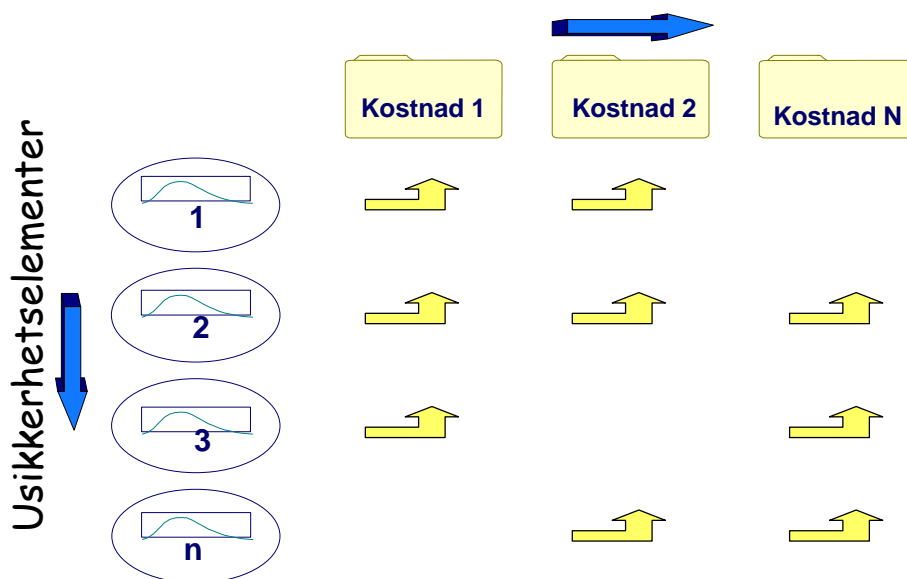 Kostnad 1
Kostnad 2
Kostnad N
Usikkerhetselementer
1
2
3
n